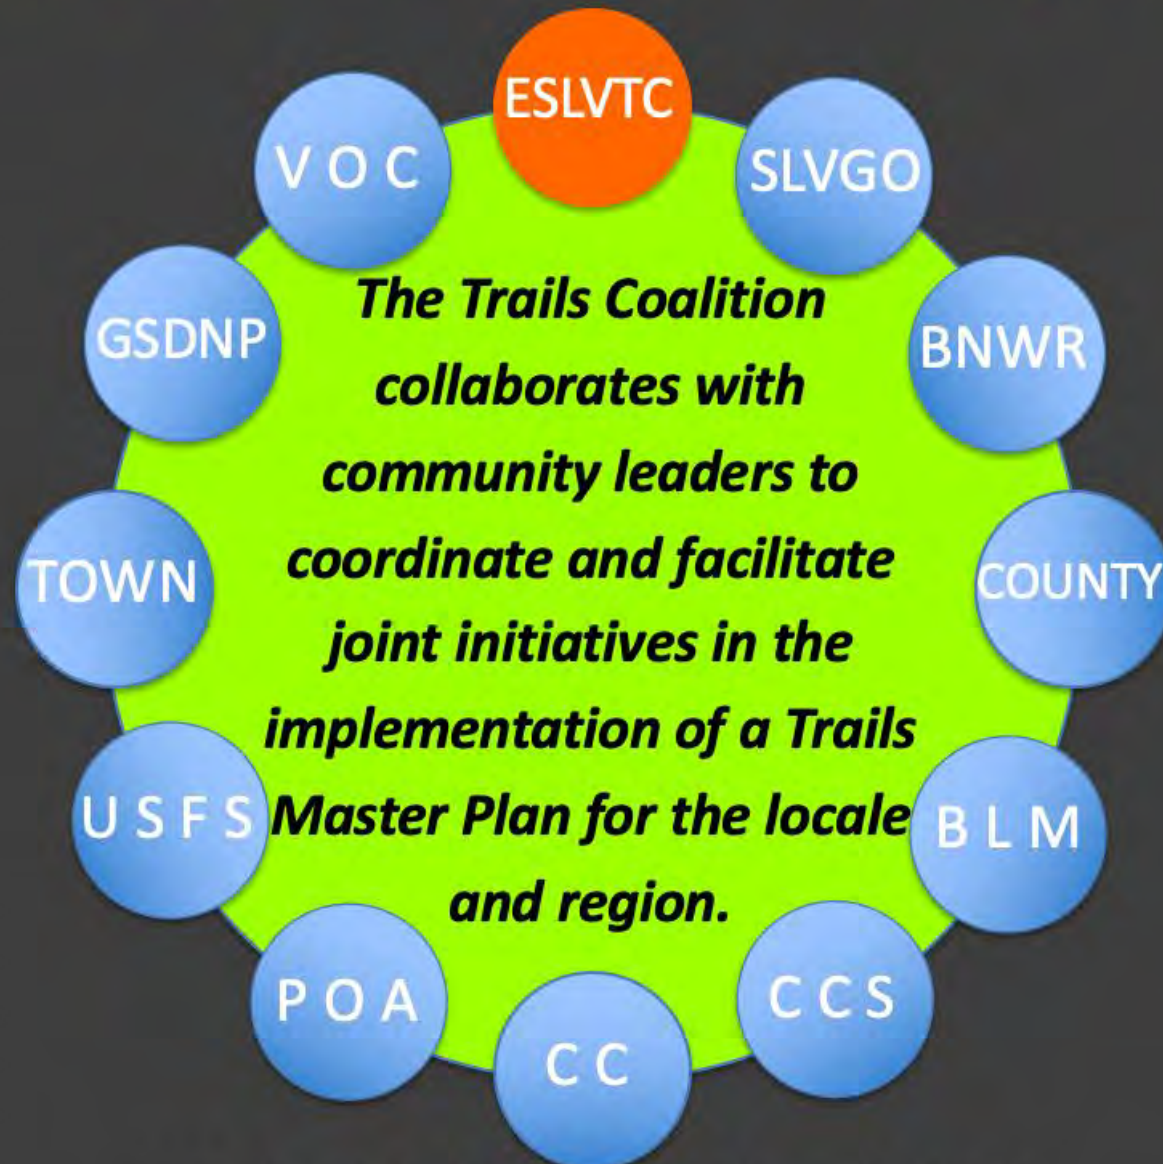 ESLVTC
V O C
SLVGO
The Trails Coalition
GSDNP
BNWR
collaborates with
community leaders to
coordinate and facilitate
TOWN
COUNTY
joint initiatives in the
implementation of a Trails
U S F S
Master Plan for the locale
B L M
and region.
P O A
C C S
C C